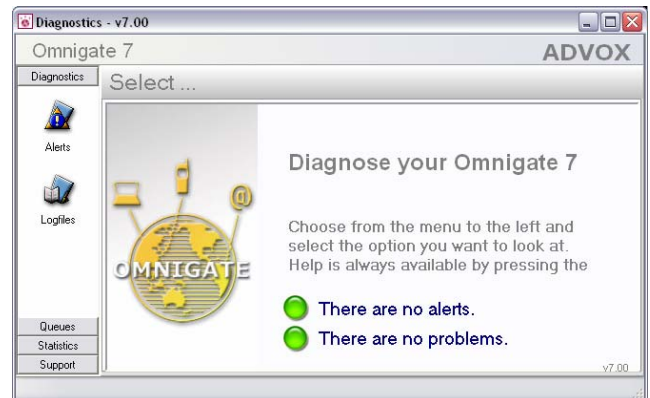 Diagnostics - v7.00
Omnigate 7
ADVOX
Diagnostics
Select ...
Alerts
Logfiles
@
OMNIGATE
Diagnose your Omnigate 7
Choose from the menu to the left and
select the option you want to look at.
Help is always available by pressing the
There are no alerts.
There are no problems.
Queues
Statistics
Support
v7.00